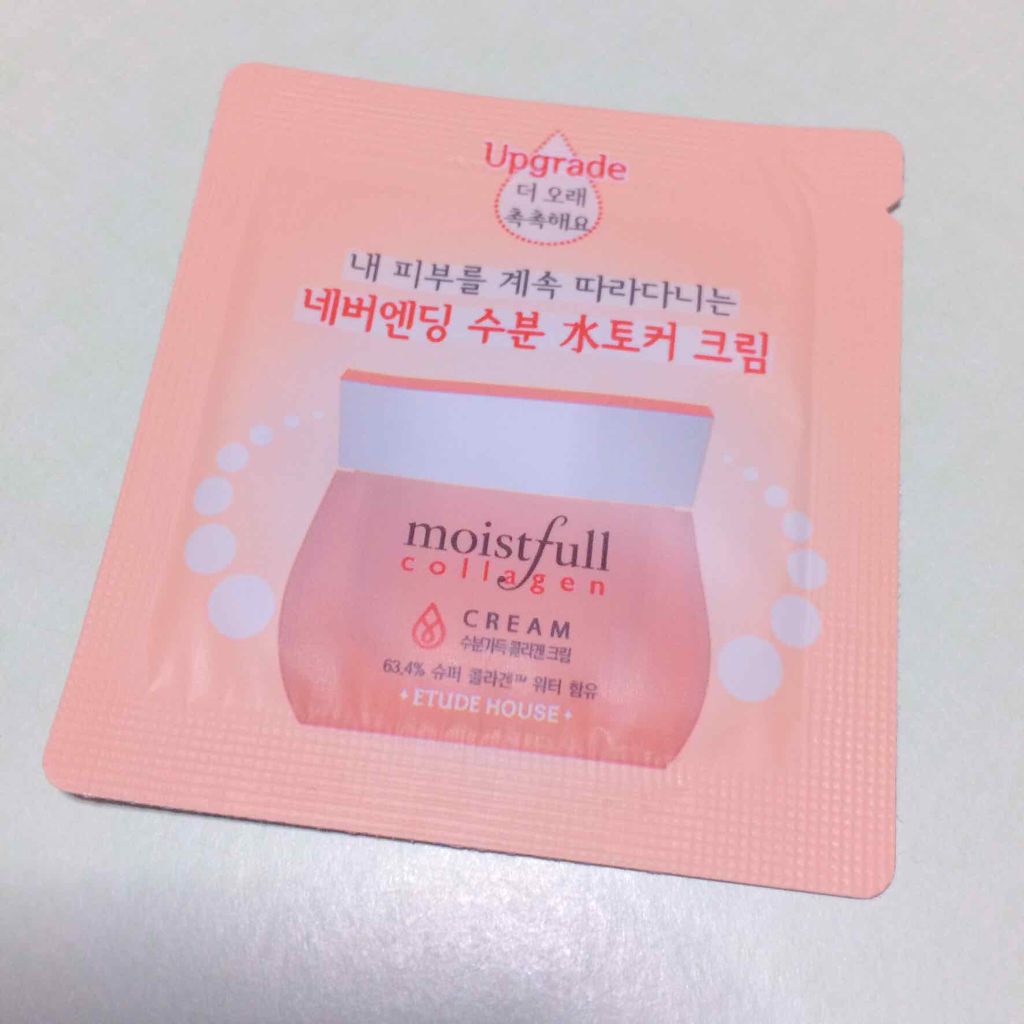 Upgrade
더 오래
촉촉해요
내 피부를 계속 따라다니는
네버엔딩 수분 水토커 크림
moistfull
collagen
CREAM
수분가득 콜라겐 크림
63.4% 슈퍼 콜라겐™ 워터 함유
ETUDE HOUSE